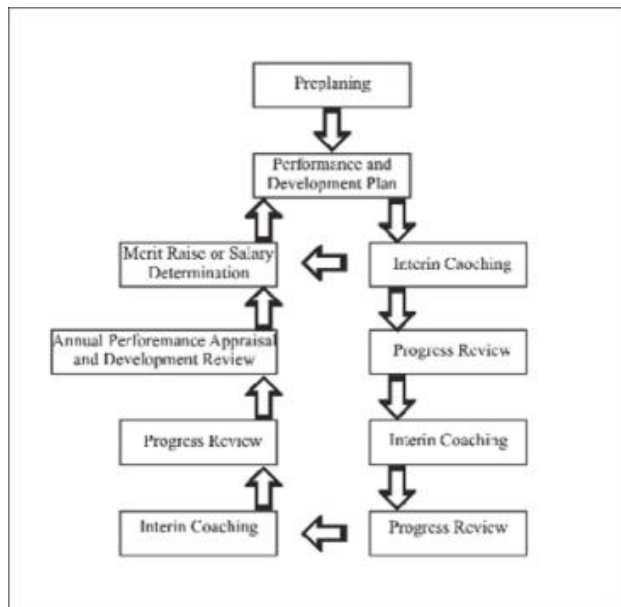 Preplaning
Performance and
Development Plan
Merit Raise or Salary
Determination
Interin Caoching
Annual Perforemance Appraisal
and Development Review
Progress Review
Progress Review
Interin Coaching
Interin Coaching
Progress Review